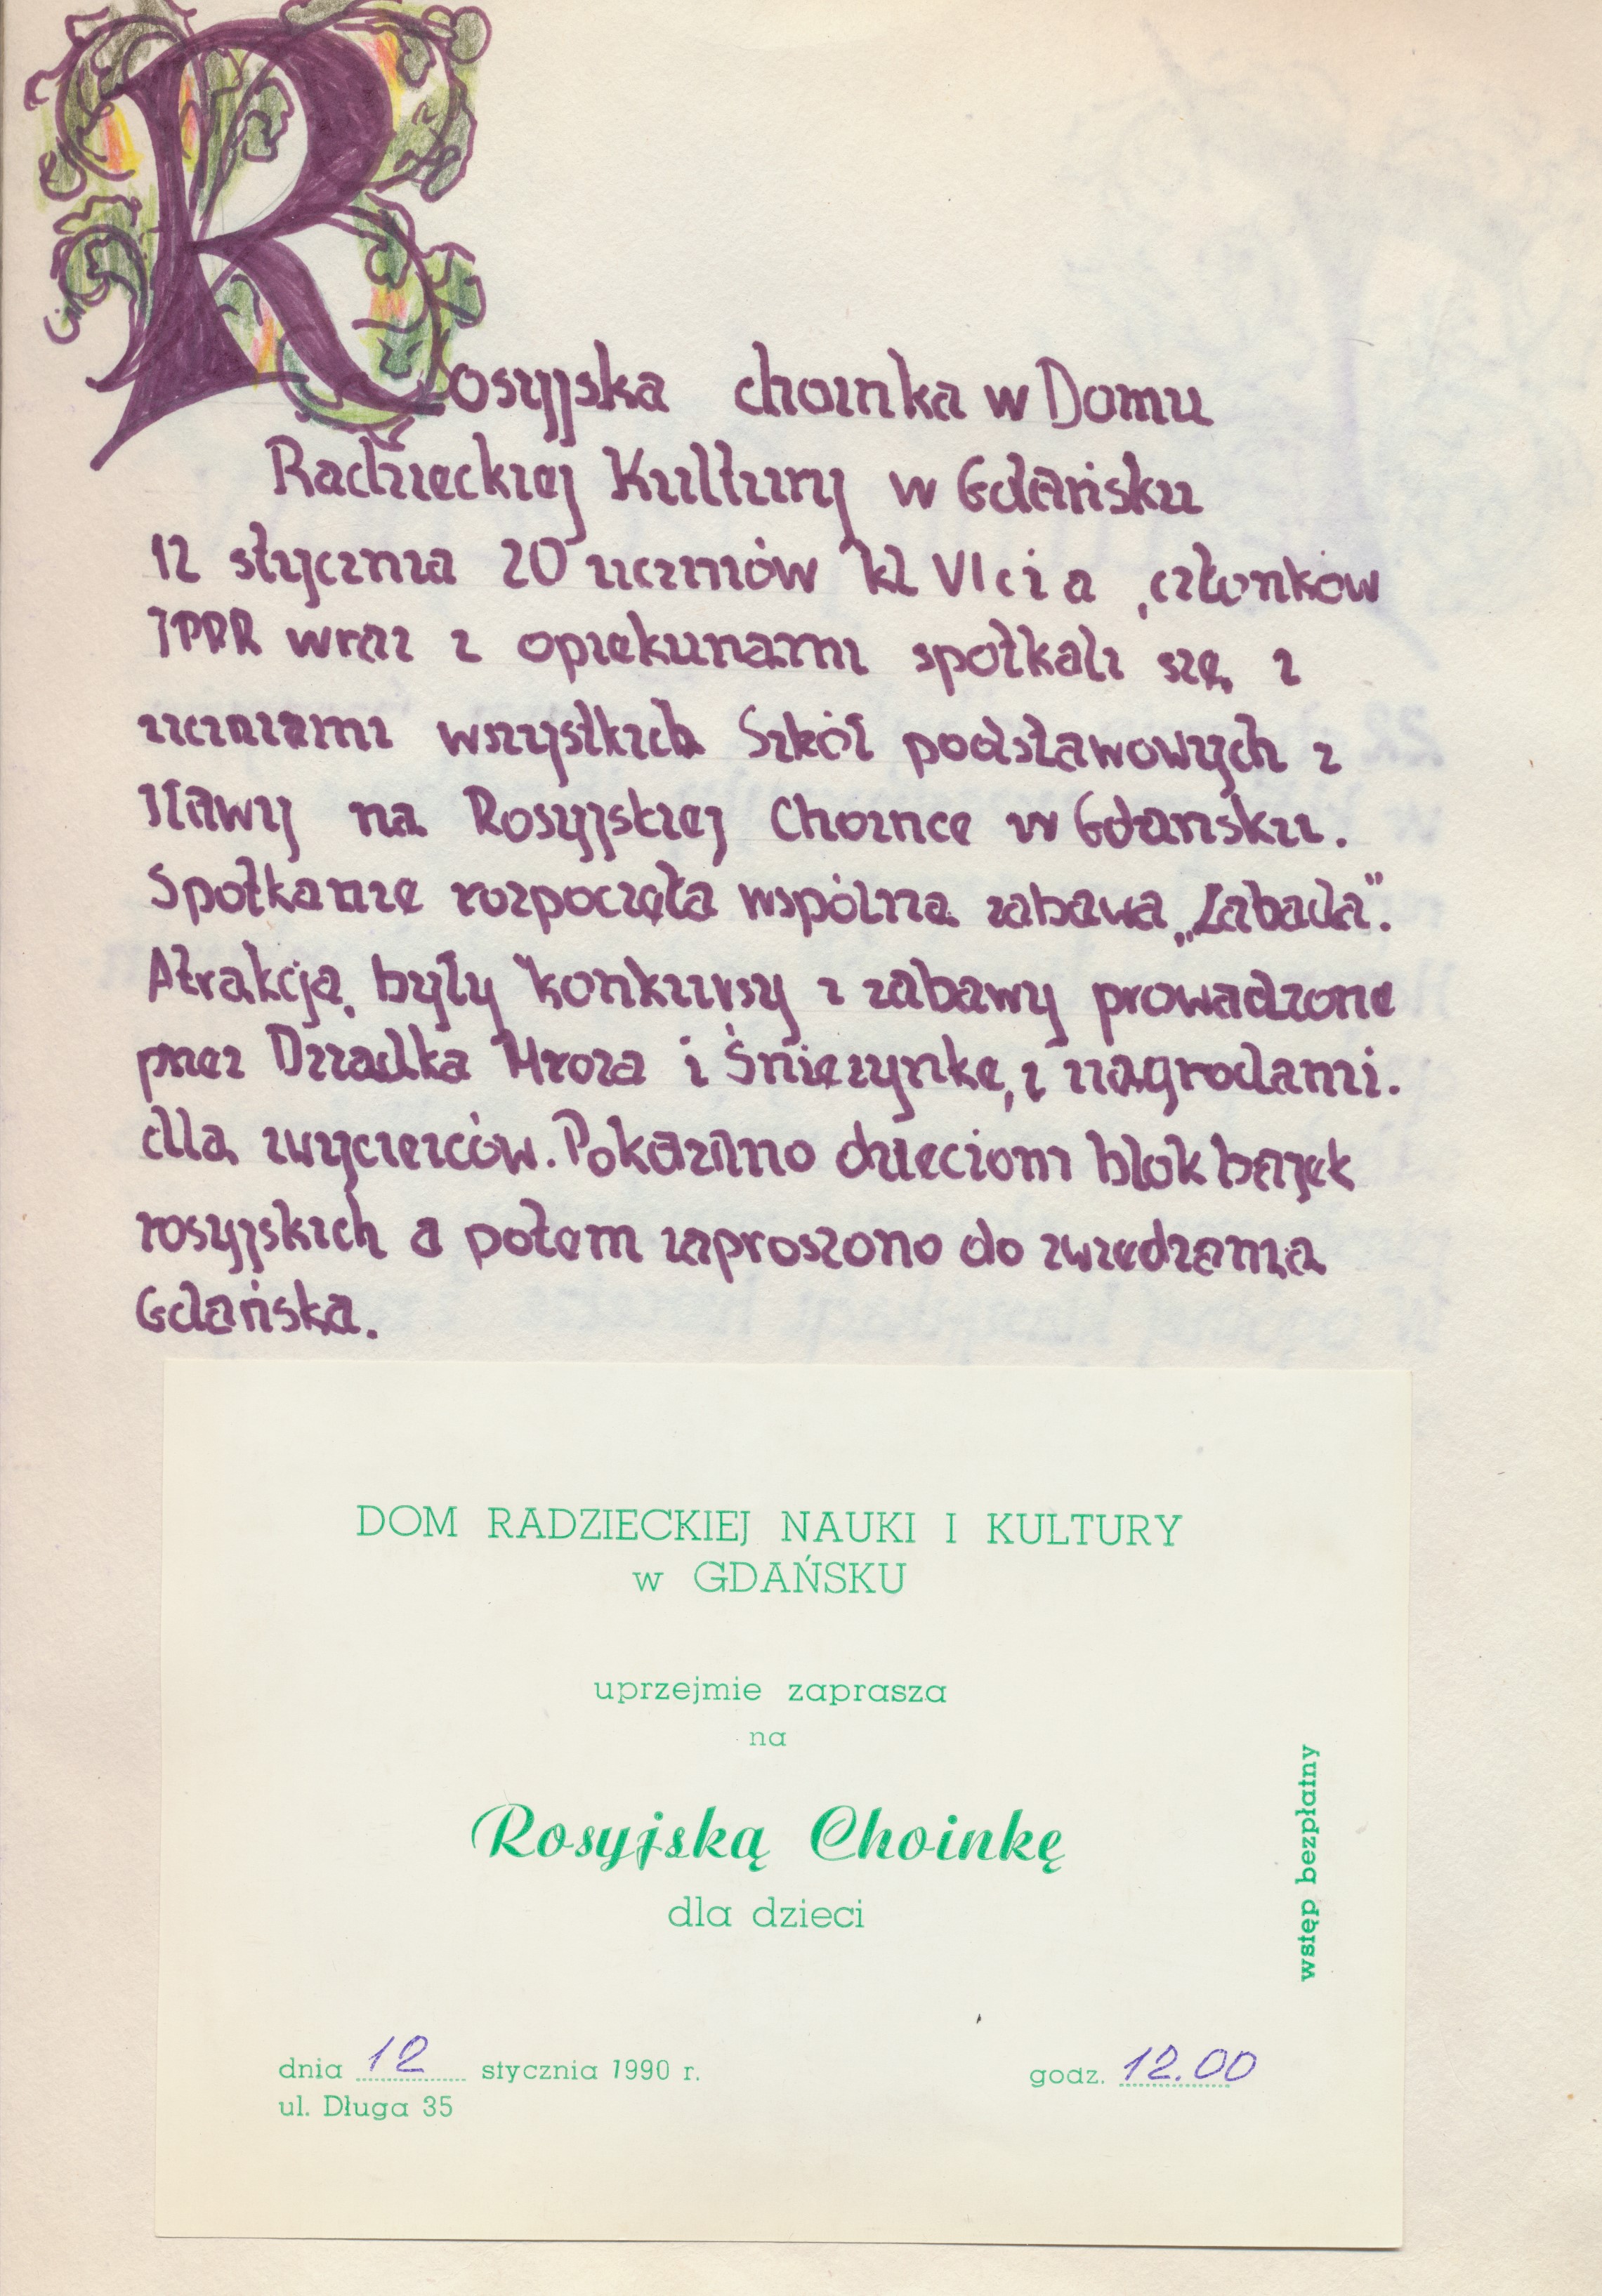 Rosyjska choinka w Domu
Radzieckiej Kultury w Gdańsku
12 stycznia 20 uczniów kl VI c i a, członków
TPPR wraz z opiekunami spotkali się z
uczniami wszystkich Szkół podstawowych z
Iławy na Rosyjskiej Choince w Gdańsku.
Spotkanie rozpoczęła wspólna zabawa „Labada".
Atrakcją były konkursy i zabawy prowadzone
przez Dziadka Mroza i Śnieżynkę, z nagrodami.
dla zwycięzców. Pokazano dzieciom blok bajek
rosyjskich a potem zaproszono do zwiedzania
Gdańska.
DOM RADZIECKIEJ NAUKI I KULTURY
w GDAŃSKU
uprzejmie zaprasza
na
Rosyjską Choinkę
dla dzieci
wstęp bezpłatny
dnia 12 stycznia 1990 r. godz. 12.00
ul. Długa 35